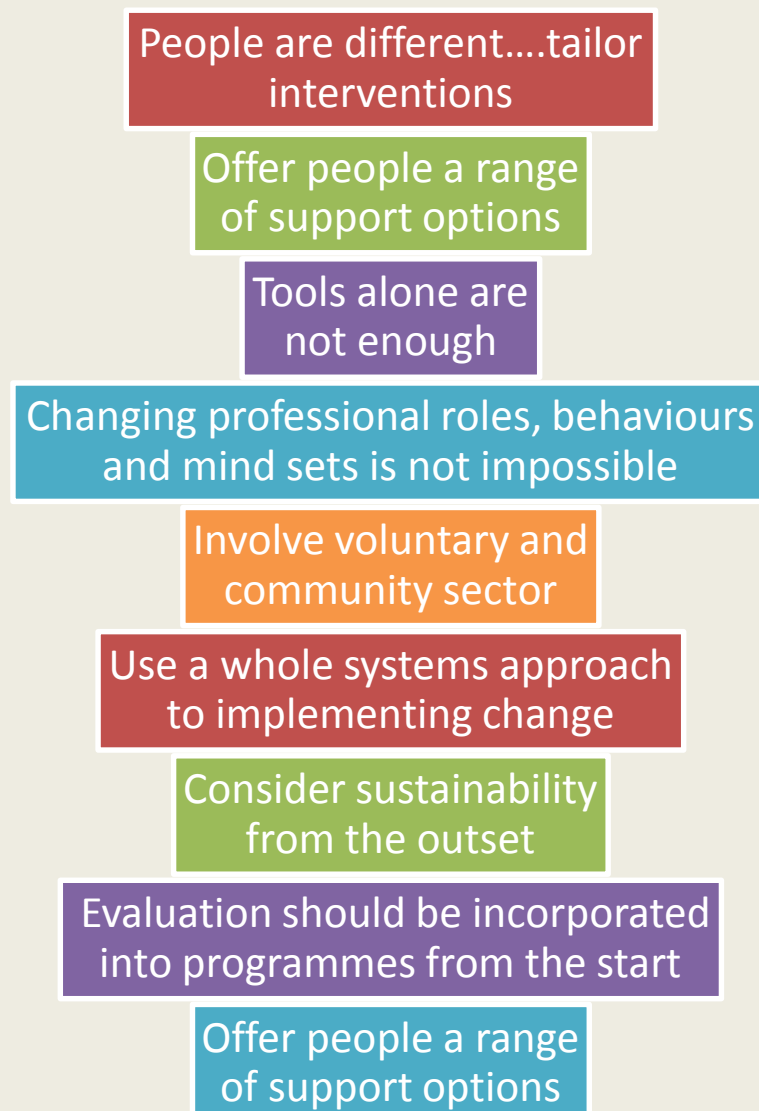 People are different....tailor
interventions
Offer people a range
of support options
Tools alone are
not enough
Changing professional roles, behaviours
and mind sets is not impossible
Involve voluntary and
community sector
Use a whole systems approach
to implementing change
Consider sustainability
from the outset
Evaluation should be incorporated
into programmes from the start
Offer people a range
of support options